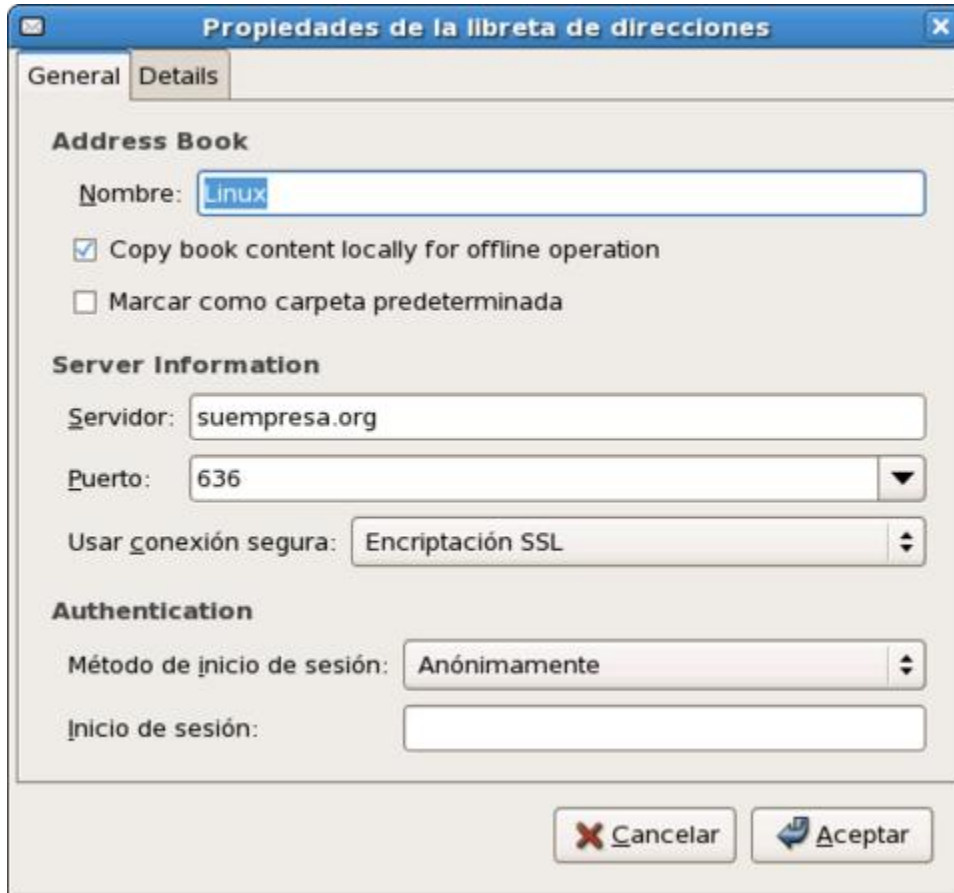 Propiedades de la libreta de direcciones
General Details
Address Book
Nombre: Linux
Copy book content locally for offline operation
Marcar como carpeta predeterminada
Server Information
Servidor: suempresa.org
Puerto: 636
Usar conexión segura: Encriptación SSL
Authentication
Método de inicio de sesión: Anónimamente
Inicio de sesión:
Cancelar Aceptar